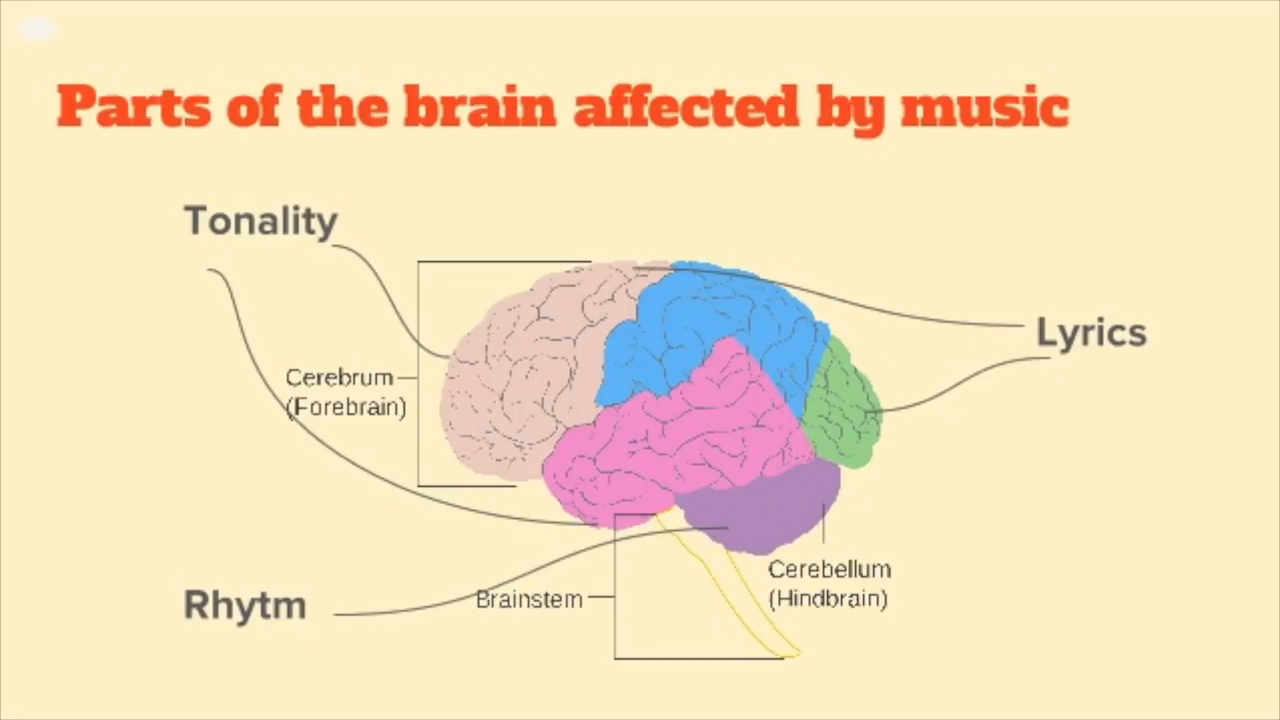 Parts of the brain affected by music
Tonality
Lyrics
Cerebrum
(Forebrain)
Rhytm
Brainstem
Cerebellum
(Hindbrain)